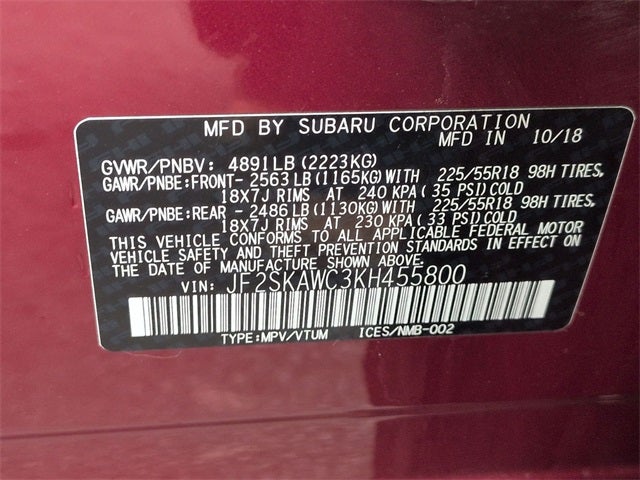 MFD BY SUBARU CORPORATION
MFD IN 10/18
GVWR/PNBV: 4891LB (2223KG)
GAWR/PNBE:FRONT- 2563LB(1165KG)WITH 225/55R18 98H TIRES,
18X7J RIMS AT 240 KPA( 35 PSI)COLD
GAWR/PNBE:REAR - 2486LB(1130KG)WITH 225/55R18 98H TIRES,
18X7J RIMS AT 230 KPA( 33 PSI)COLD
THIS VEHICLE CONFORMS TO ALL APPLICABLE FEDERAL MOTOR
VEHICLE SAFETY AND THEFT PREVENTION STANDARDS IN EFFECT ON
THE DATE OF MANUFACTURE SHOWN ABOVE.
VIN: JF2SKAWC3KH455800
TYPE:MPV/VTUM ICES/NMB-002